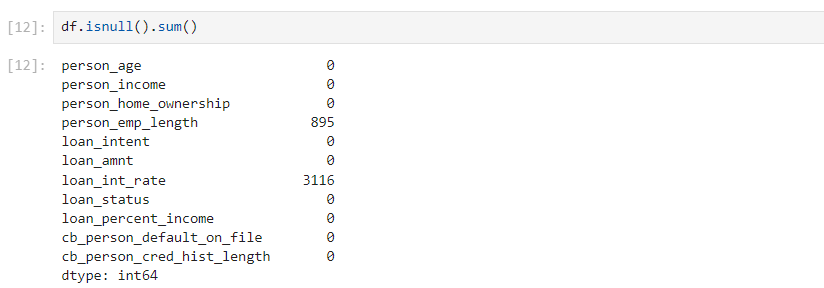 [12]: df.isnull().sum()
[12]: person_age 0
person_income 0
person_home_ownership 0
person_emp_length 895
loan_intent 0
loan_amnt 0
loan_int_rate 3116
loan_status 0
loan_percent_income 0
cb_person_default_on_file 0
cb_person_cred_hist_length 0
dtype: int64